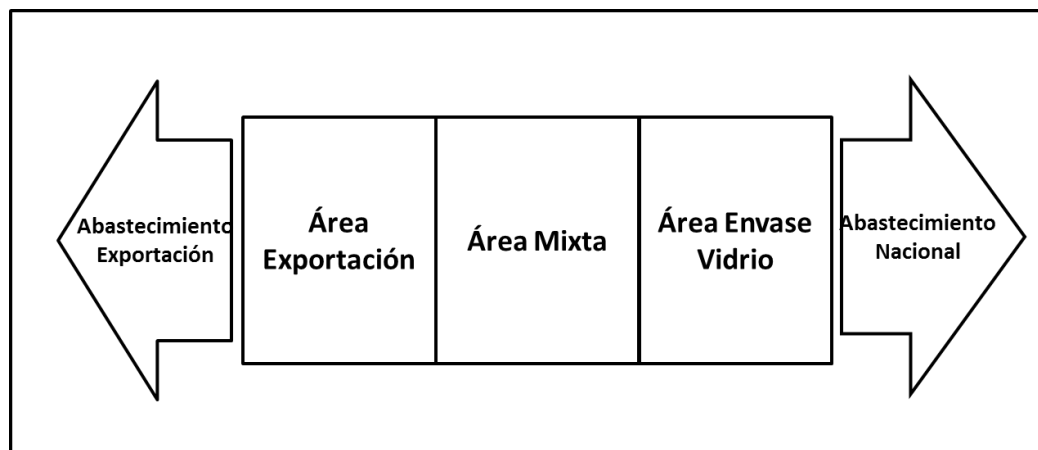 Abastecimiento
Exportación
Área
Exportación
Área Mixta
Área Envase
Vidrio
Abastecimiento
Nacional